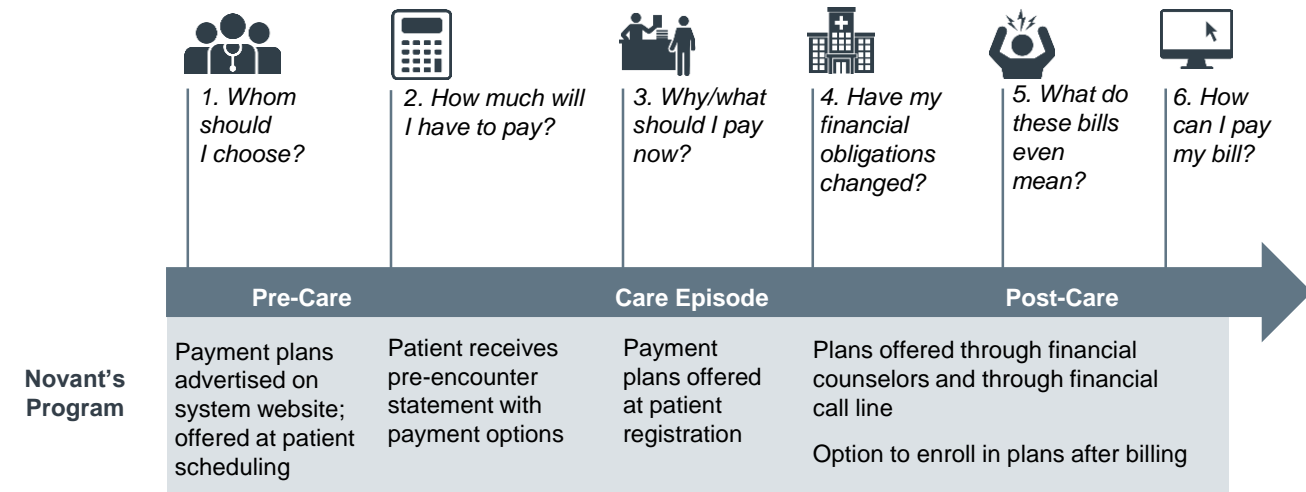 1. Whom
should
I choose?
2. How much will
I have to pay?
3. Why/what
should I pay
now?
4. Have my
financial
obligations
changed?
5. What do
these bills
even
mean?
6. How
can I pay
my bill?
Pre-Care
Care Episode
Post-Care
Novant's
Program
Payment plans
advertised on
system website;
offered at patient
scheduling
Patient receives
pre-encounter
statement with
payment options
Payment
plans offered
at patient
registration
Plans offered through financial
counselors and through financial
call line
Option to enroll in plans after billing